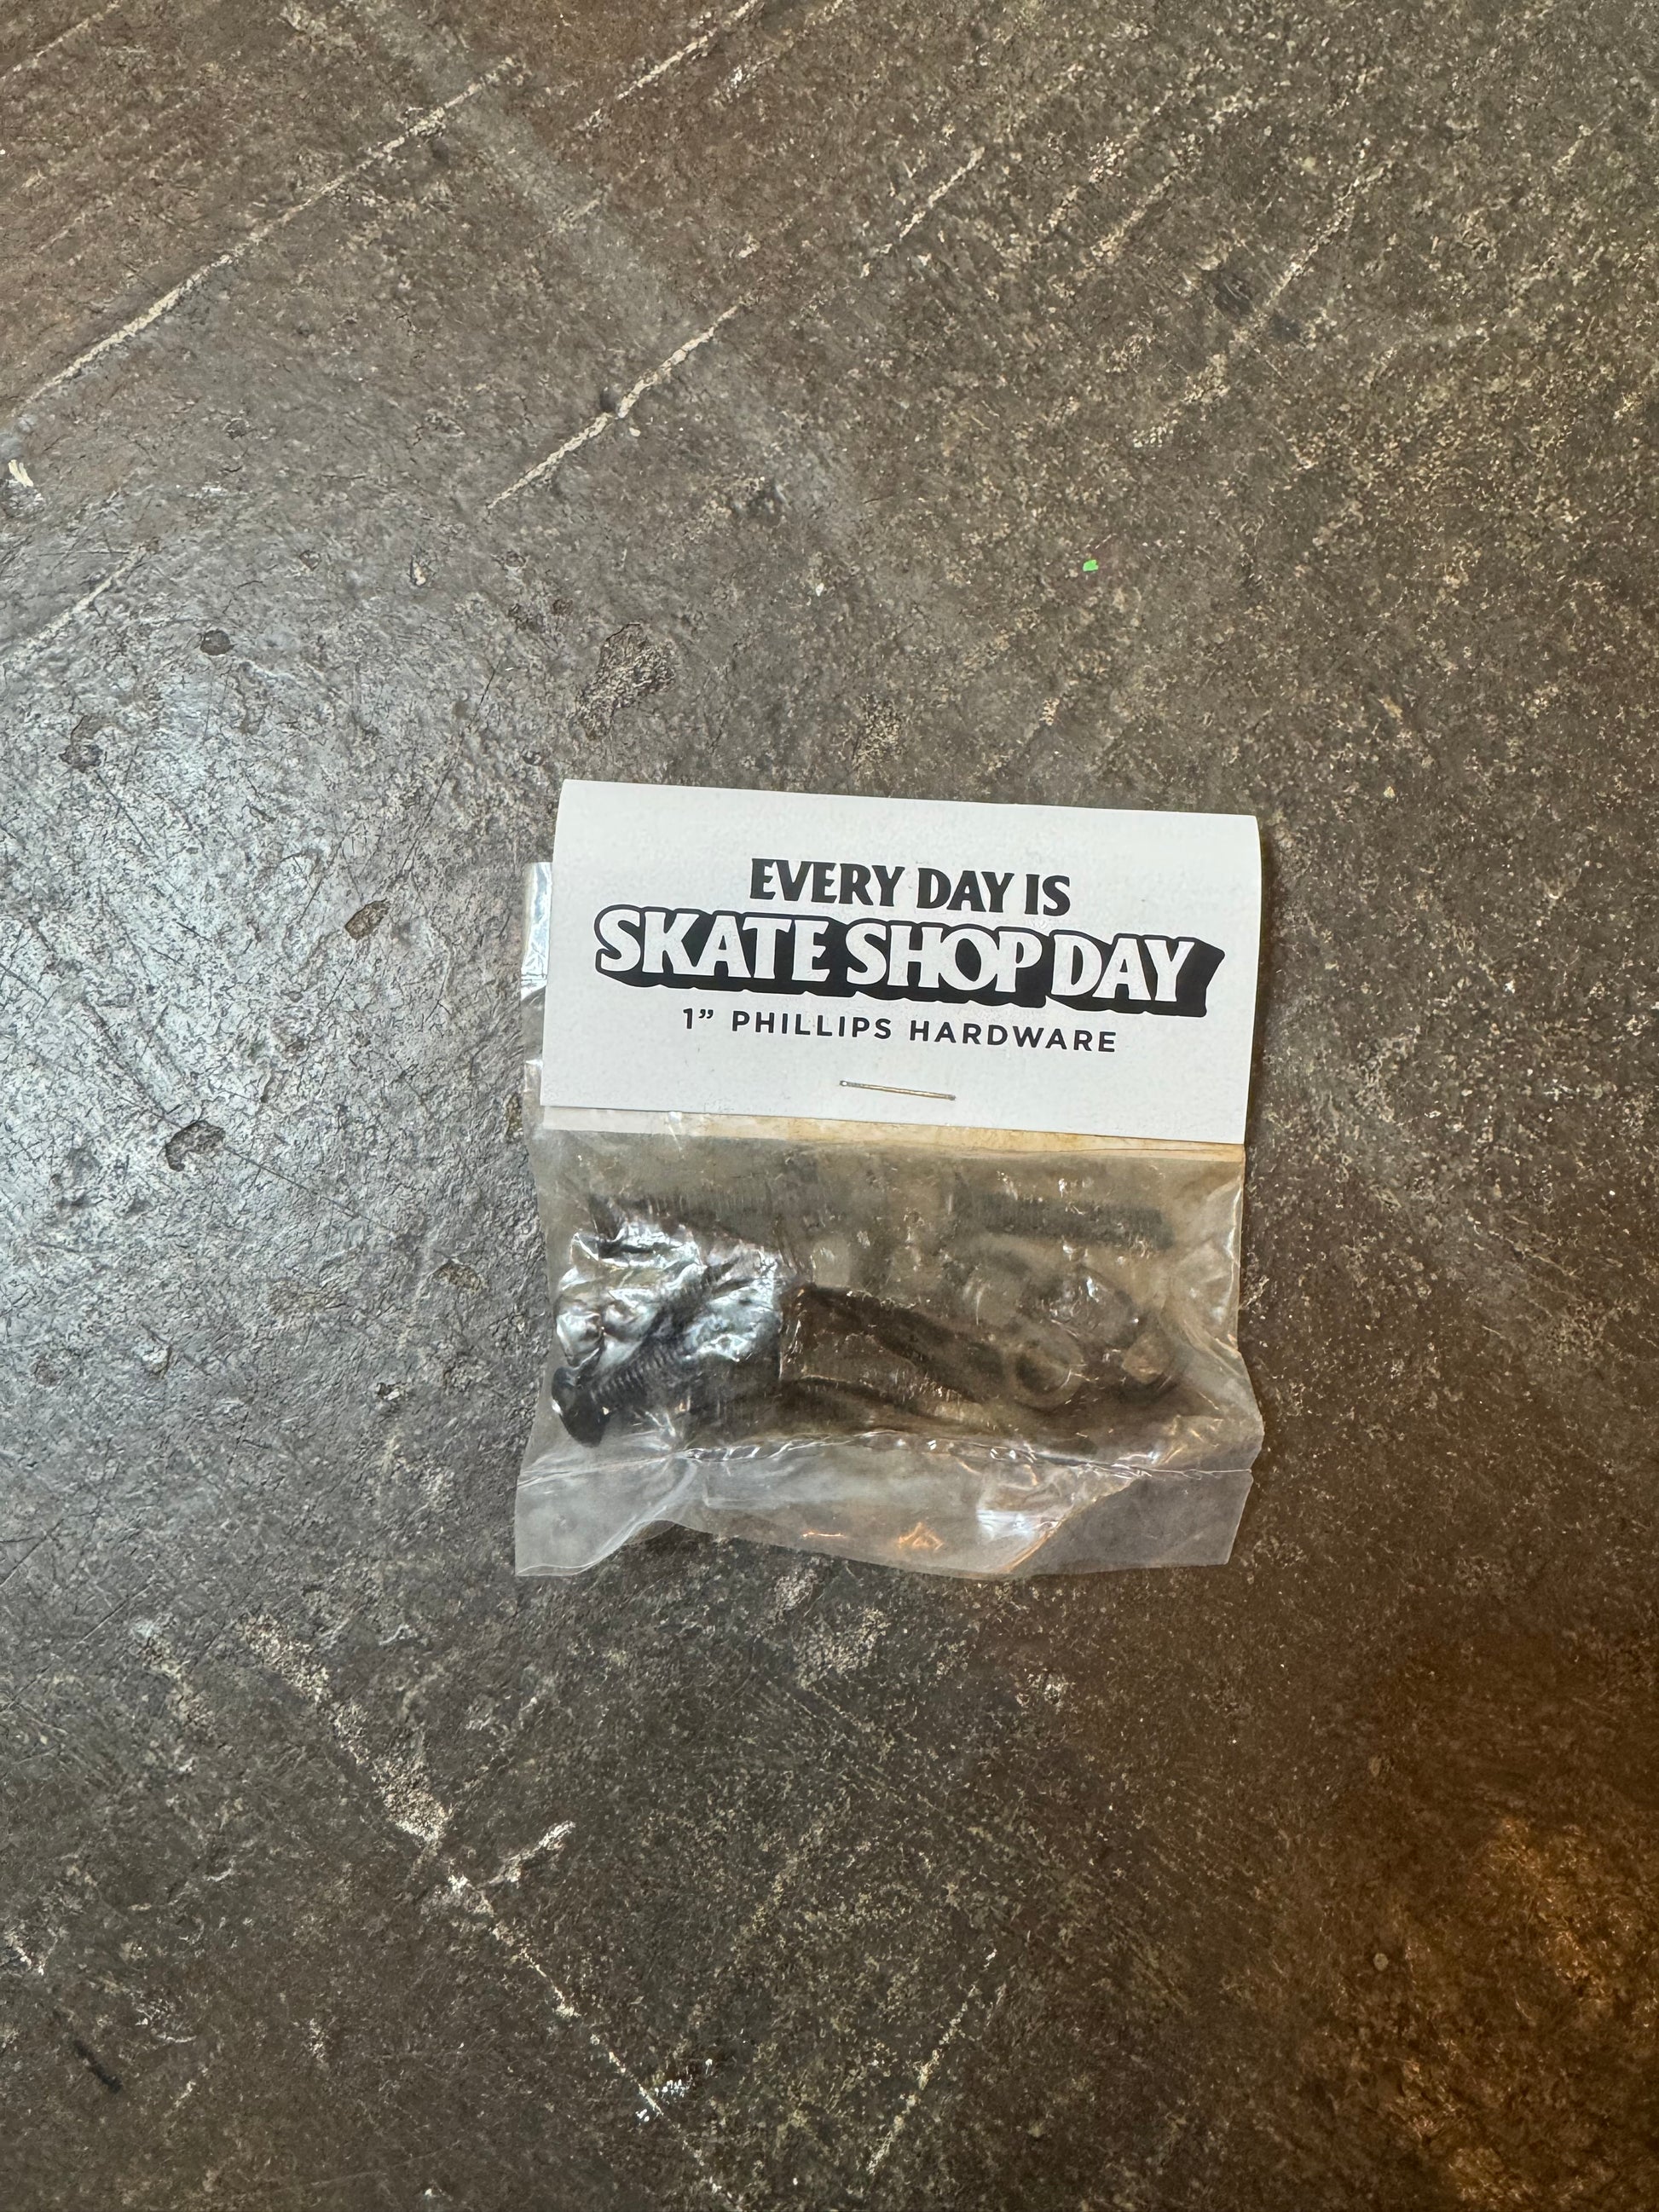 EVERY DAY IS
SKATE SHOP DAY
1” PHILLIPS HARDWARE